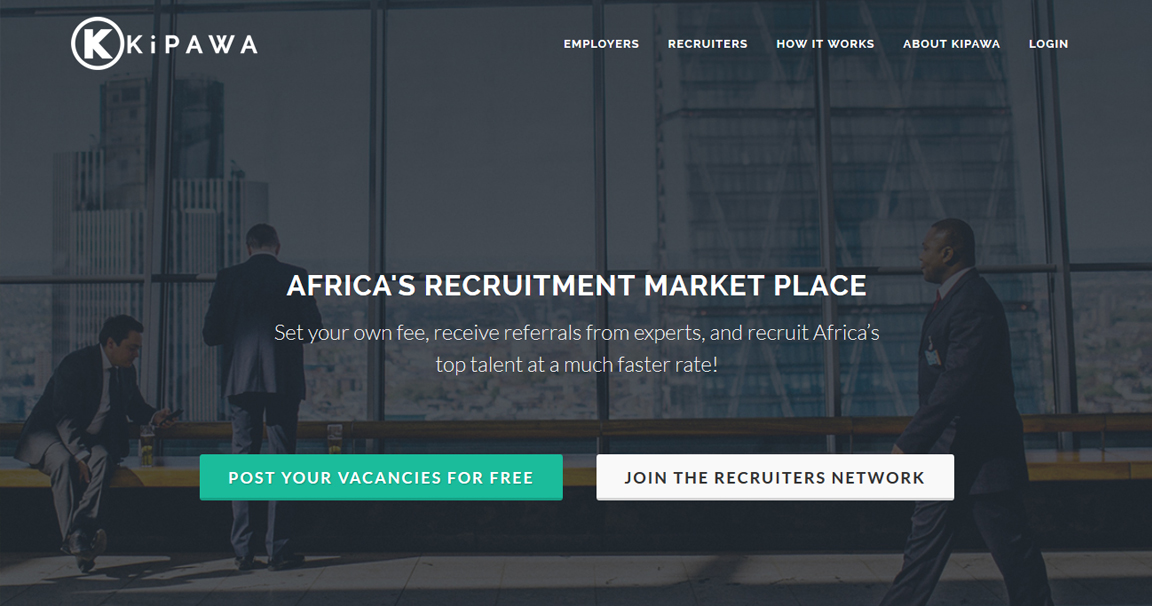 K KiPAWA
EMPLOYERS RECRUITERS HOW IT WORKS ABOUT KIPAWA LOGIN
AFRICA'S RECRUITMENT MARKET PLACE
Set your own fee, receive referrals from experts, and recruit Africa's
top talent at a much faster rate!
POST YOUR VACANCIES FOR FREE
JOIN THE RECRUITERS NETWORK